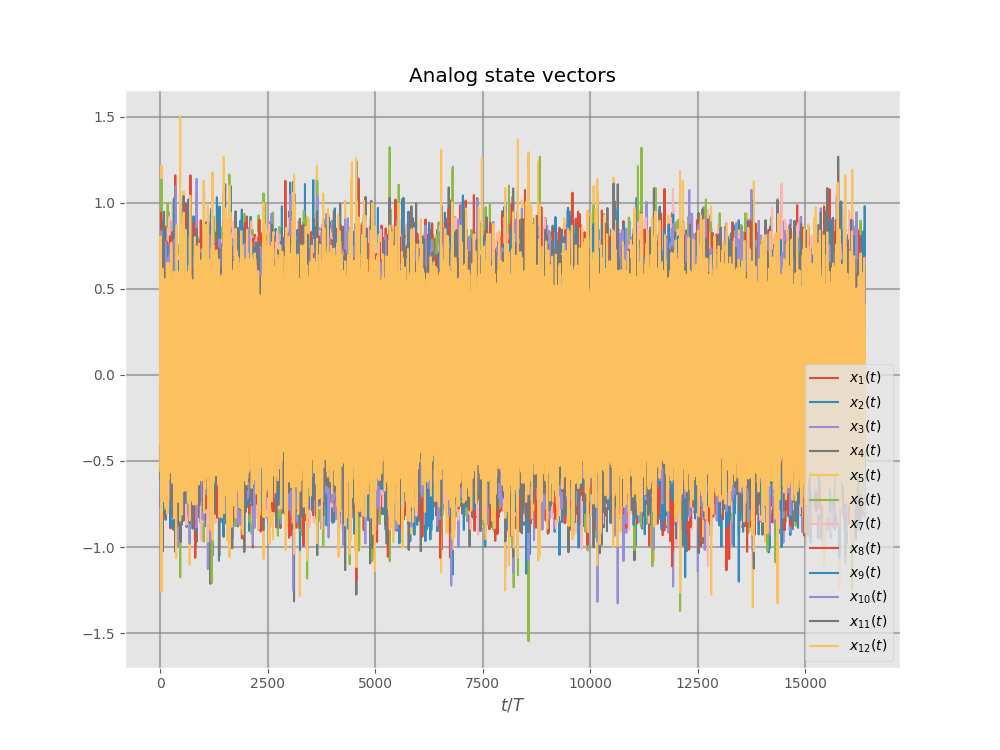 Analog state vectors
1.5
1.0
0.5
0.0
−0.5
−1.0
−1.5
0 2500 5000 7500 10000 12500 15000
t/T
x₁(t)
x₂(t)
x₃(t)
x₄(t)
x₅(t)
x₆(t)
x₇(t)
x₈(t)
x₉(t)
x₁₀(t)
x₁₁(t)
x₁₂(t)